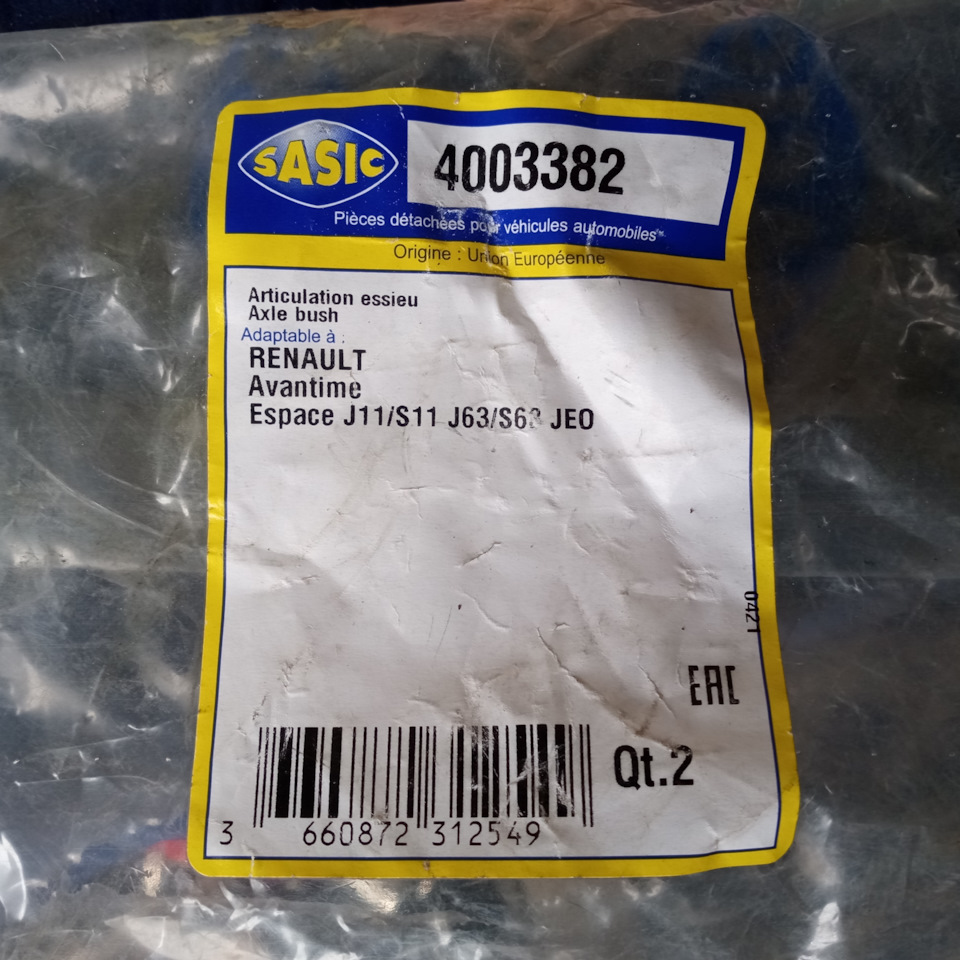 SASIC
4003382
Pièces détachées pour véhicules automobiles
Origine : Union Européenne
Articulation essieu
Axle bush
Adaptable à :
RENAULT
Avantime
Espace J11/S11 J63/S63 JEO
0421
EAC
Qt.2
3 660872 312549